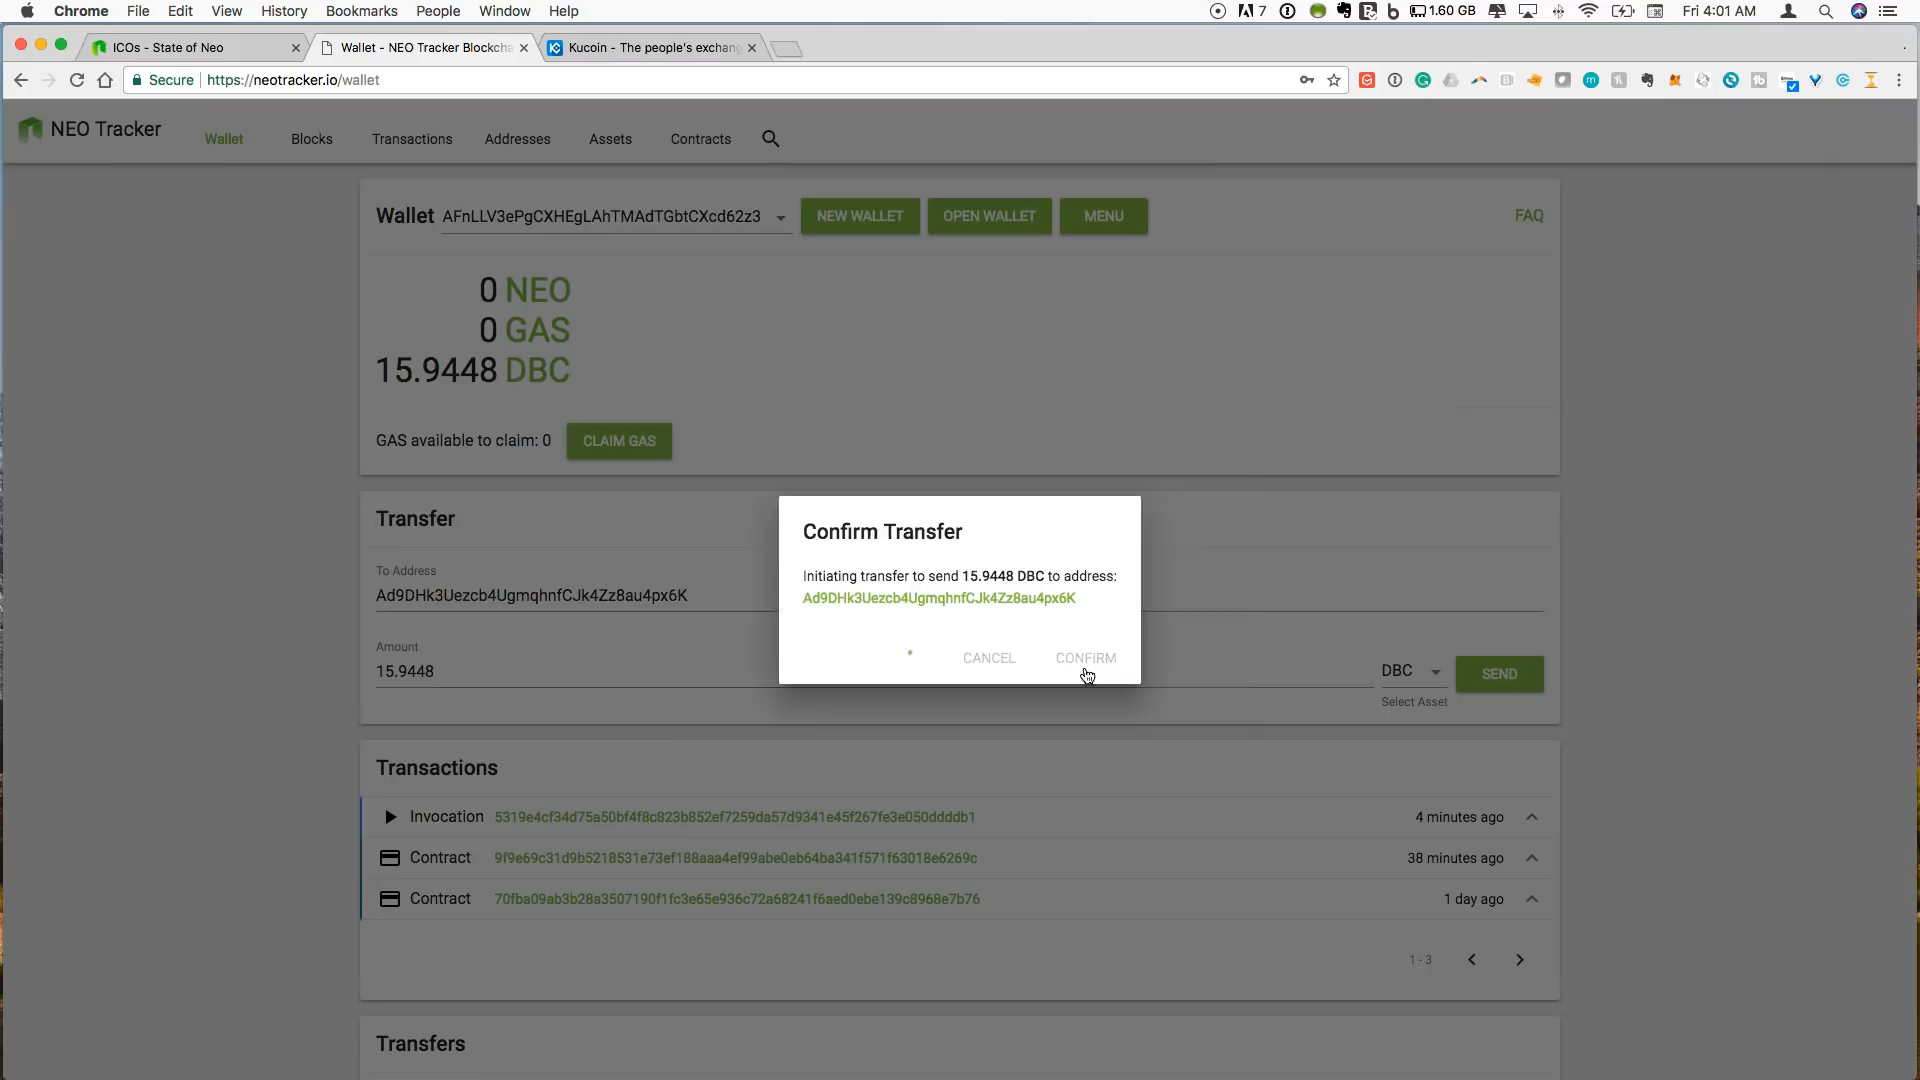 Chrome File Edit View History Bookmarks People Window Help 7 1.60 GB Fri 4:01 AM
ICOs - State of Neo Wallet - NEO Tracker Blockcha Kucoin - The people's exchang
Secure https://neotracker.io/wallet
NEO Tracker Wallet Blocks Transactions Addresses Assets Contracts
Wallet AFnLLV3ePgCXHEgLAhTMAdTGbtCXcd62z3 NEW WALLET OPEN WALLET MENU FAQ
0 NEO
0 GAS
15.9448 DBC
GAS available to claim: 0 CLAIM GAS
Transfer
To Address
Ad9DHk3Uezcb4UgmqhnfCJk4Zz8au4px6K
Amount
15.9448
DBC SEND
Select Asset
Confirm Transfer
Initiating transfer to send 15.9448 DBC to address:
Ad9DHk3Uezcb4UgmqhnfCJk4Zz8au4px6K
CANCEL CONFIRM
Transactions
Invocation 5319e4cf34d75a50bf4f8c823b852ef7259da57d9341e45f267fe3e050ddddb1 4 minutes ago
Contract 9f9e69c31d9b5218531e73ef188aaa4ef99abe0eb64ba341f571f63018e6269c 38 minutes ago
Contract 70fba09ab3b28a3507190f1fc3e65e936c72a68241f6aed0ebe139c8968e7b76 1 day ago
1 - 3
Transfers